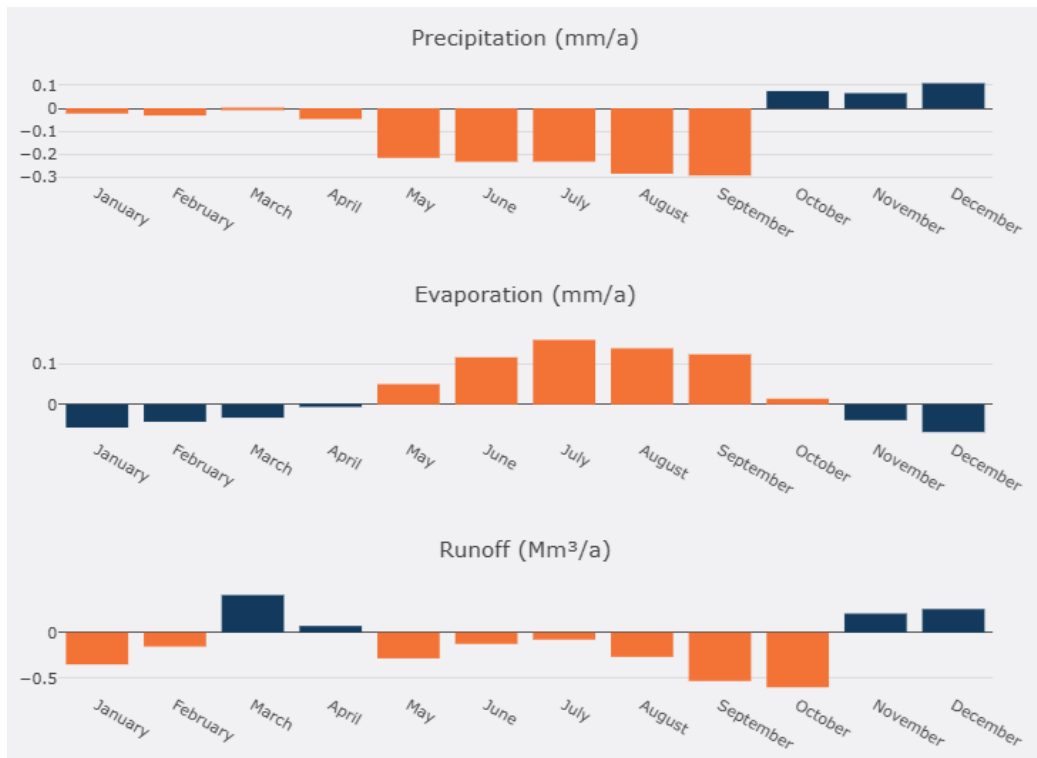 Precipitation (mm/a)
0.1
0
−0.1
−0.2
−0.3
January February March April May June July August September October November December
Evaporation (mm/a)
0.1
0
January February March April May June July August September October November December
Runoff (Mm³/a)
0
−0.5
January February March April May June July August September October November December